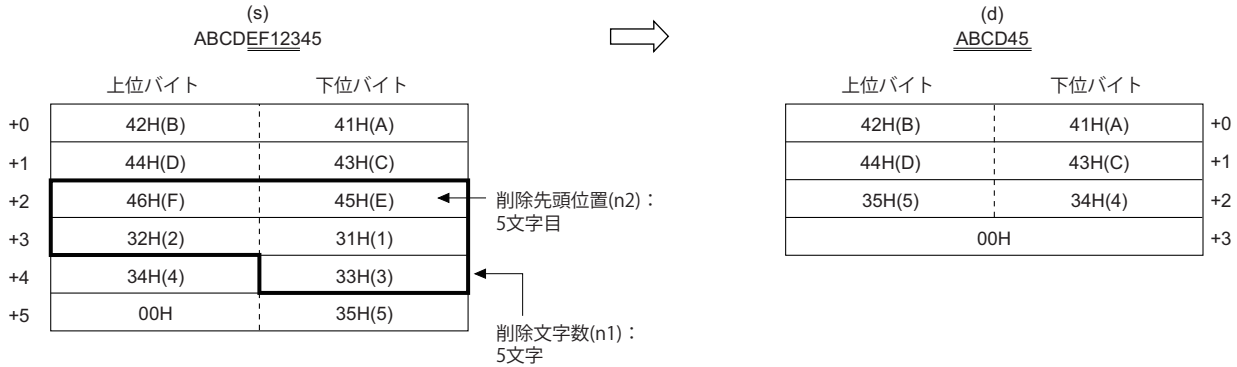 (s)
ABCDEF12345
(d)
ABCD45
上位バイト 下位バイト
+0 42H(B) 41H(A)
+1 44H(D) 43H(C)
+2 46H(F) 45H(E)
+3 32H(2) 31H(1)
+4 34H(4) 33H(3)
+5 00H 35H(5)
削除先頭位置(n2)：
5文字目
削除文字数(n1)：
5文字
上位バイト 下位バイト
42H(B) 41H(A) +0
44H(D) 43H(C) +1
35H(5) 34H(4) +2
00H +3